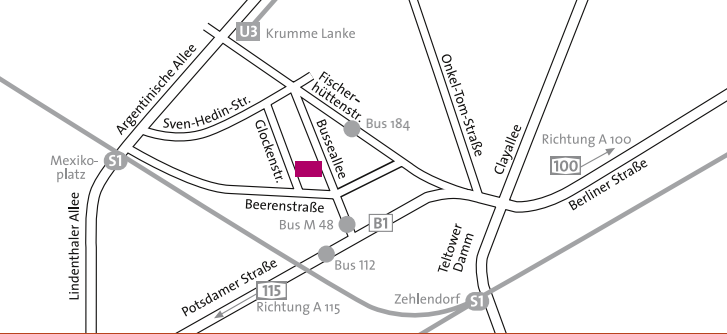 U3 Krumme Lanke
Argentinische Allee
Fischer-
hüttenstr.
Onkel-Tom-Straße
Sven-Hedin-Str.
Bus 184
Glockenstr.
Busseallee
Clayallee
Richtung A 100
100
Mexiko-
platz
S1
Berliner Straße
Beerenstraße
Lindenthaler Allee
Bus M 48
B1
Teltower
Damm
Bus 112
Potsdamer Straße
115
Richtung A 115
Zehlendorf
S1